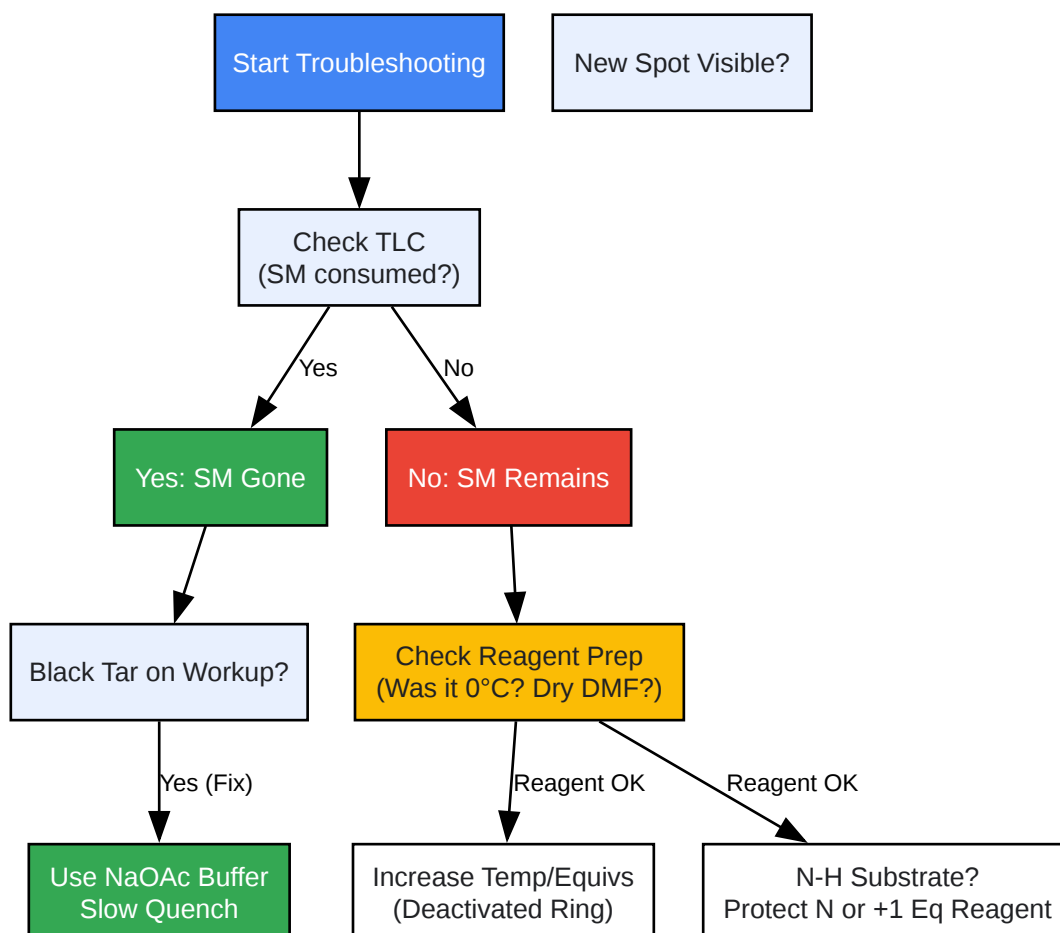 Start Troubleshooting
New Spot Visible?
Check TLC
(SM consumed?)
Yes
No
Yes: SM Gone
No: SM Remains
Black Tar on Workup?
Check Reagent Prep
(Was it 0°C? Dry DMF?)
Yes (Fix)
Reagent OK
Reagent OK
Use NaOAc Buffer
Slow Quench
Increase Temp/Equivs
(Deactivated Ring)
N-H Substrate?
Protect N or +1 Eq Reagent